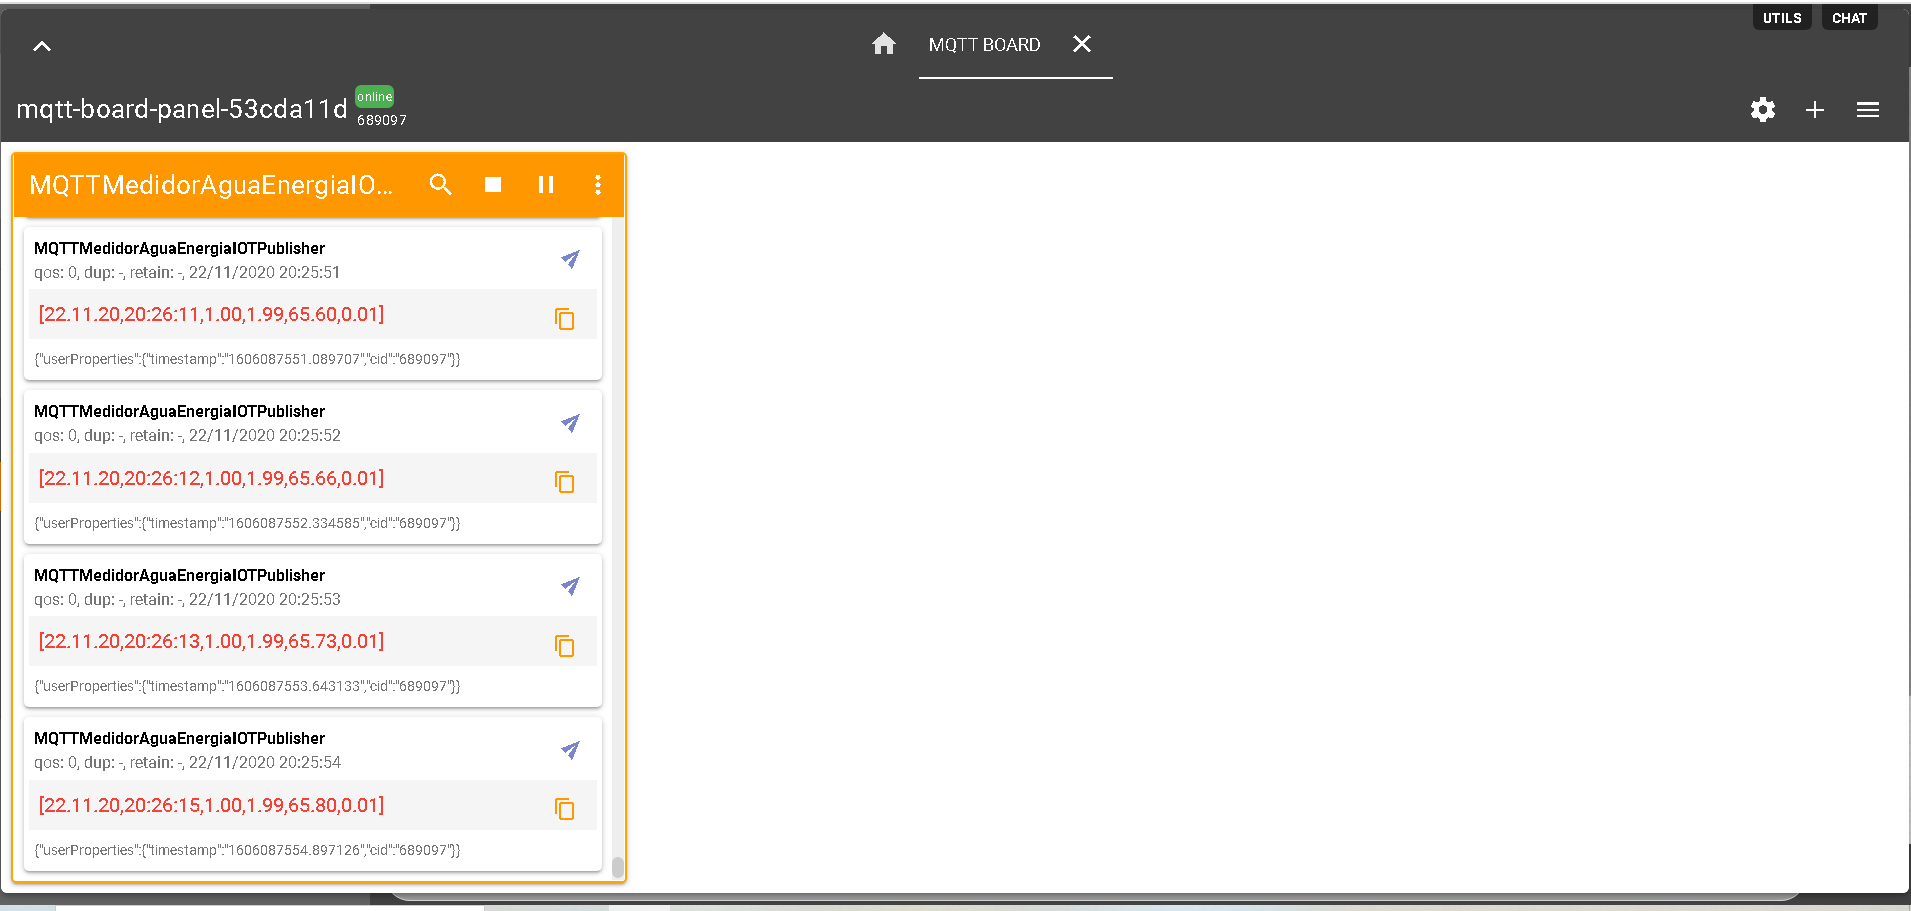 UTILS CHAT
MQTT BOARD
mqtt-board-panel-53cda11d online
689097
MQTTMedidorAguaEnergiaIO...
MQTTMedidorAguaEnergiaIOTPublisher
qos: 0, dup: -, retain: -, 22/11/2020 20:25:51
[22.11.20,20:26:11,1.00,1.99,65.60,0.01]
{"userProperties":{"timestamp":"1606087551.089707","cid":"689097"}}
MQTTMedidorAguaEnergiaIOTPublisher
qos: 0, dup: -, retain: -, 22/11/2020 20:25:52
[22.11.20,20:26:12,1.00,1.99,65.66,0.01]
{"userProperties":{"timestamp":"1606087552.334585","cid":"689097"}}
MQTTMedidorAguaEnergiaIOTPublisher
qos: 0, dup: -, retain: -, 22/11/2020 20:25:53
[22.11.20,20:26:13,1.00,1.99,65.73,0.01]
{"userProperties":{"timestamp":"1606087553.643133","cid":"689097"}}
MQTTMedidorAguaEnergiaIOTPublisher
qos: 0, dup: -, retain: -, 22/11/2020 20:25:54
[22.11.20,20:26:15,1.00,1.99,65.80,0.01]
{"userProperties":{"timestamp":"1606087554.897126","cid":"689097"}}